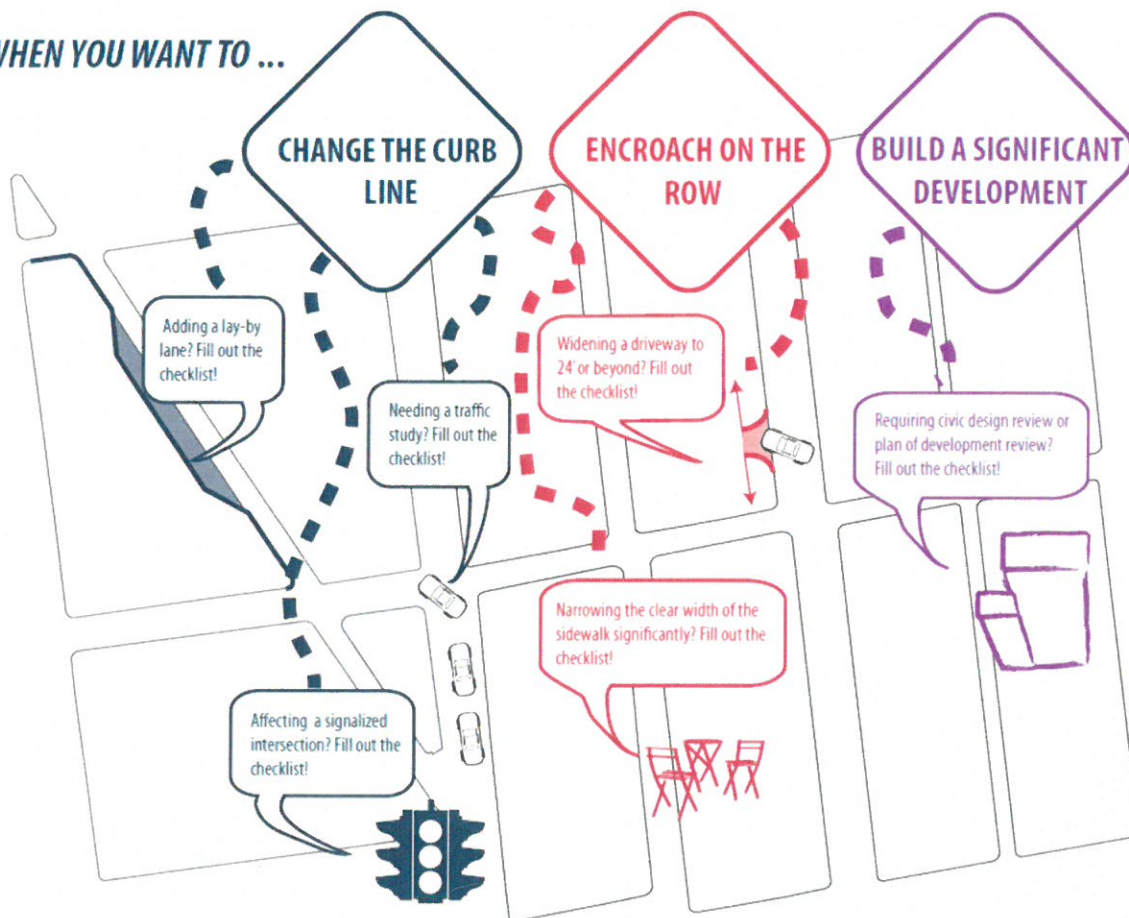 WHEN YOU WANT TO ...
CHANGE THE CURB
LINE
ENCROACH ON THE
ROW
BUILD A SIGNIFICANT
DEVELOPMENT
Adding a lay-by
lane? Fill out the
checklist!
Needing a traffic
study? Fill out the
checklist!
Widening a driveway to
24' or beyond? Fill out
the checklist!
Requiring civic design review or
plan of development review?
Fill out the checklist!
Narrowing the clear width of the
sidewalk significantly? Fill out the
checklist!
Affecting a signalized
intersection? Fill out the
checklist!